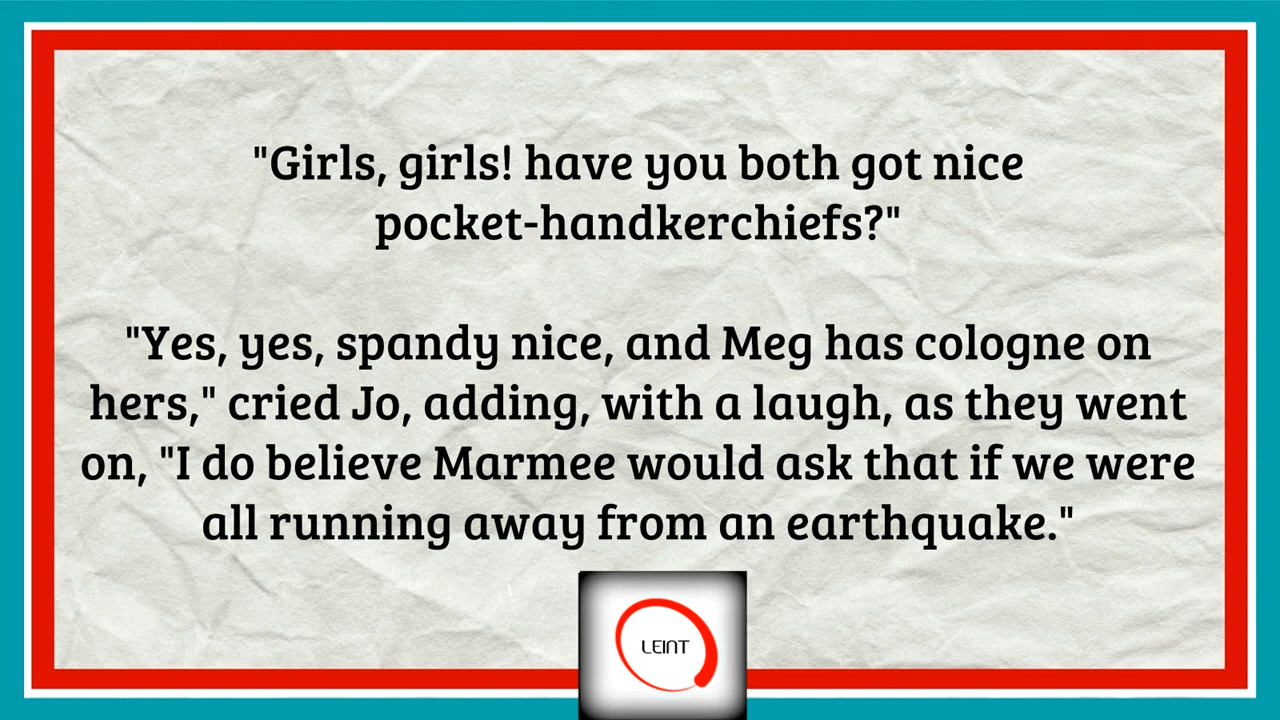 "Girls, girls! have you both got nice
pocket-handkerchiefs?"
"Yes, yes, spandy nice, and Meg has cologne on
hers," cried Jo, adding, with a laugh, as they went
on, "I do believe Marmee would ask that if we were
all running away from an earthquake."
LEINT